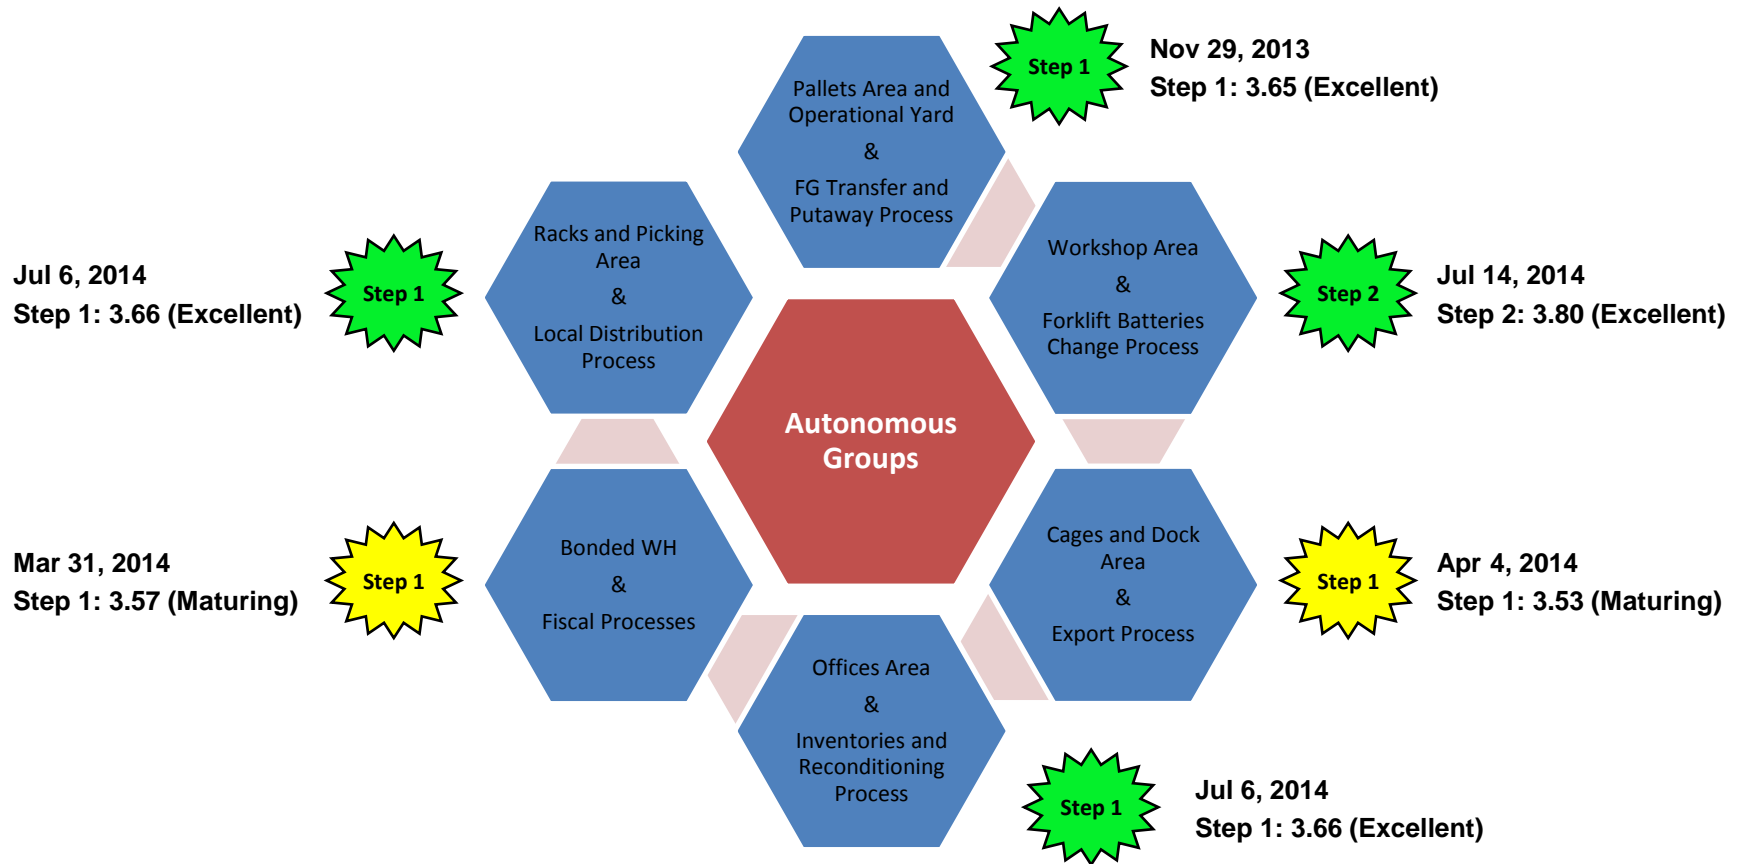 Pallets Area and
Operational Yard
&
FG Transfer and
Putaway Process
Step 1
Nov 29, 2013
Step 1: 3.65 (Excellent)
Workshop Area
&
Forklift Batteries
Change Process
Step 2
Jul 14, 2014
Step 2: 3.80 (Excellent)
Cages and Dock
Area
&
Export Process
Step 1
Apr 4, 2014
Step 1: 3.53 (Maturing)
Offices Area
&
Inventories and
Reconditioning
Process
Step 1
Jul 6, 2014
Step 1: 3.66 (Excellent)
Bonded WH
&
Fiscal Processes
Step 1
Mar 31, 2014
Step 1: 3.57 (Maturing)
Racks and Picking
Area
&
Local Distribution
Process
Step 1
Jul 6, 2014
Step 1: 3.66 (Excellent)
Autonomous
Groups